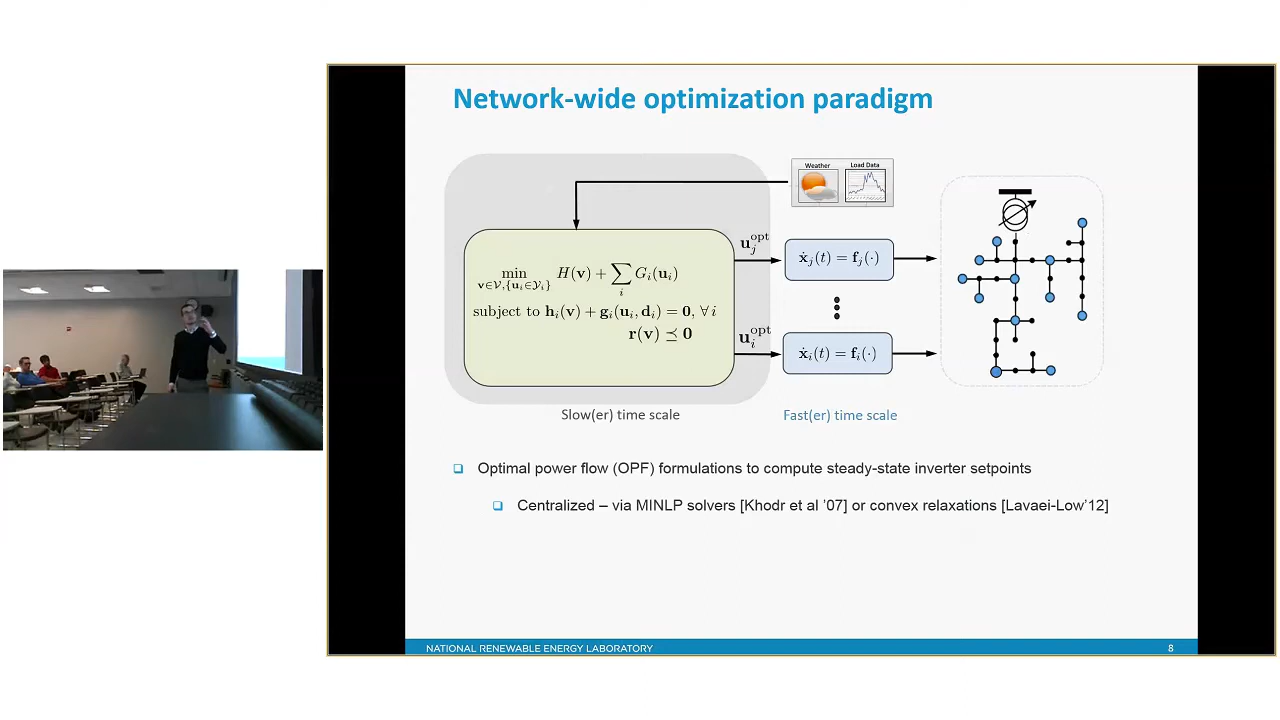 Network-wide optimization paradigm
Weather
Load Data
min H(v) + ∑ G_i(u_i)
v∈𝒱,{u_i∈𝒴_i} i
subject to h_i(v) + g_i(u_i, d_i) = 0, ∀ i
r(v) ⪯ 0
u_j^opt
ẋ_j(t) = f_j(·)
u_i^opt
ẋ_i(t) = f_i(·)
Slow(er) time scale
Fast(er) time scale
Optimal power flow (OPF) formulations to compute steady-state inverter setpoints
Centralized – via MINLP solvers [Khodr et al ’07] or convex relaxations [Lavaei-Low’12]
NATIONAL RENEWABLE ENERGY LABORATORY
8